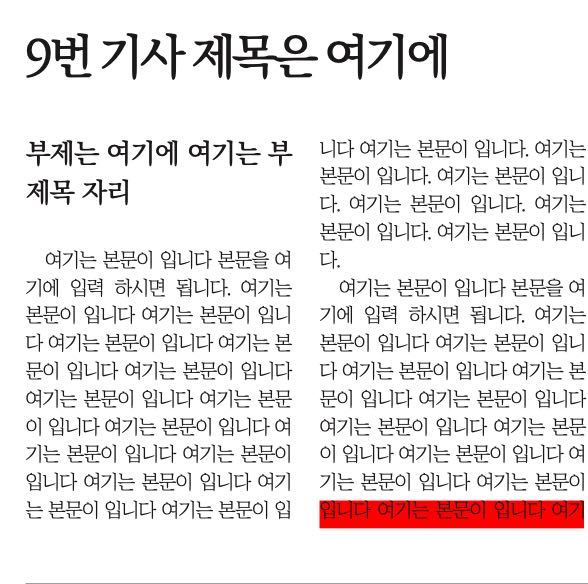 9번 기사 제목은 여기에
부제는 여기에 여기는 부
제목 자리
여기는 본문이 입니다 본문을 여
기에 입력 하시면 됩니다. 여기는
본문이 입니다 여기는 본문이 입니
다 여기는 본문이 입니다 여기는 본
문이 입니다 여기는 본문이 입니다
여기는 본문이 입니다 여기는 본문
이 입니다 여기는 본문이 입니다 여
기는 본문이 입니다 여기는 본문이
입니다 여기는 본문이 입니다 여기
는 본문이 입니다 여기는 본문이 입
니다 여기는 본문이 입니다. 여기는
본문이 입니다. 여기는 본문이 입니
다. 여기는 본문이 입니다. 여기는
본문이 입니다. 여기는 본문이 입니
다.
여기는 본문이 입니다 본문을 여
기에 입력 하시면 됩니다. 여기는
본문이 입니다 여기는 본문이 입니
다 여기는 본문이 입니다 여기는 본
문이 입니다 여기는 본문이 입니다
여기는 본문이 입니다 여기는 본문
이 입니다 여기는 본문이 입니다 여
기는 본문이 입니다 여기는 본문이
입니다 여기는 본문이 입니다 여기